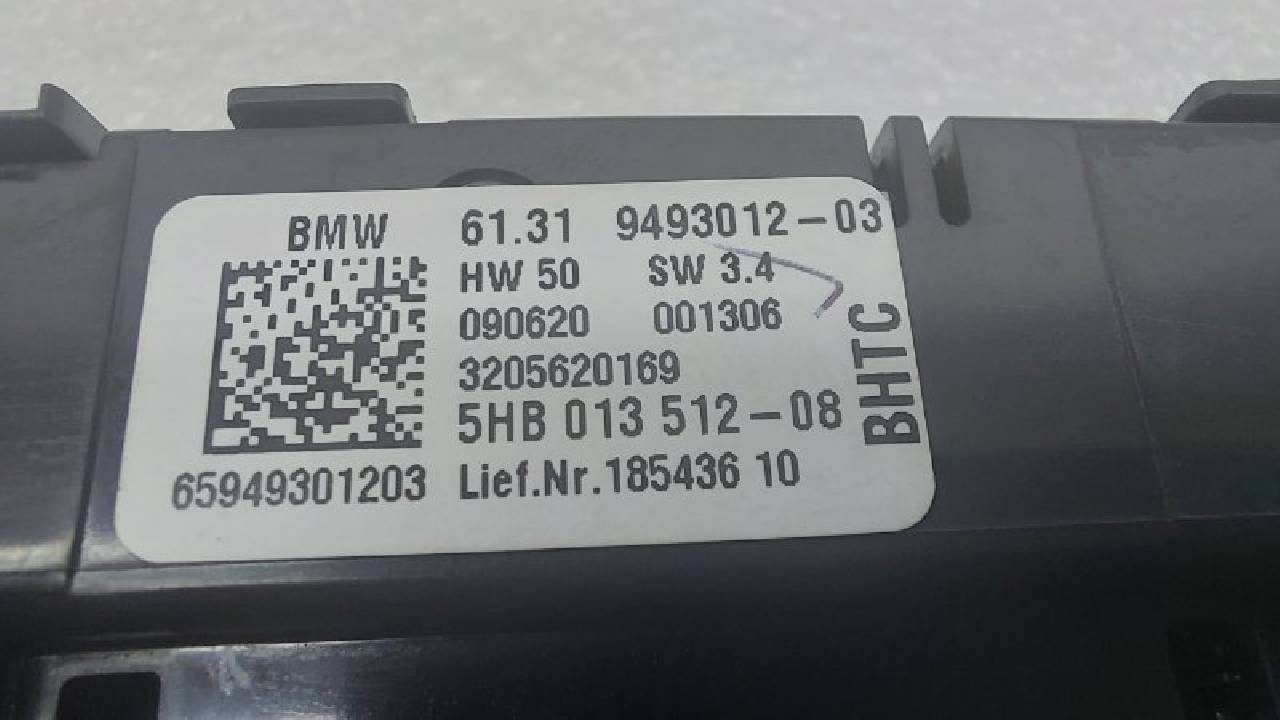 BMW 61.31 9493012-03
HW 50 SW 3.4
090620 001306
3205620169
5HB 013 512-08
65949301203 Lief.Nr.185436 10
BHTC